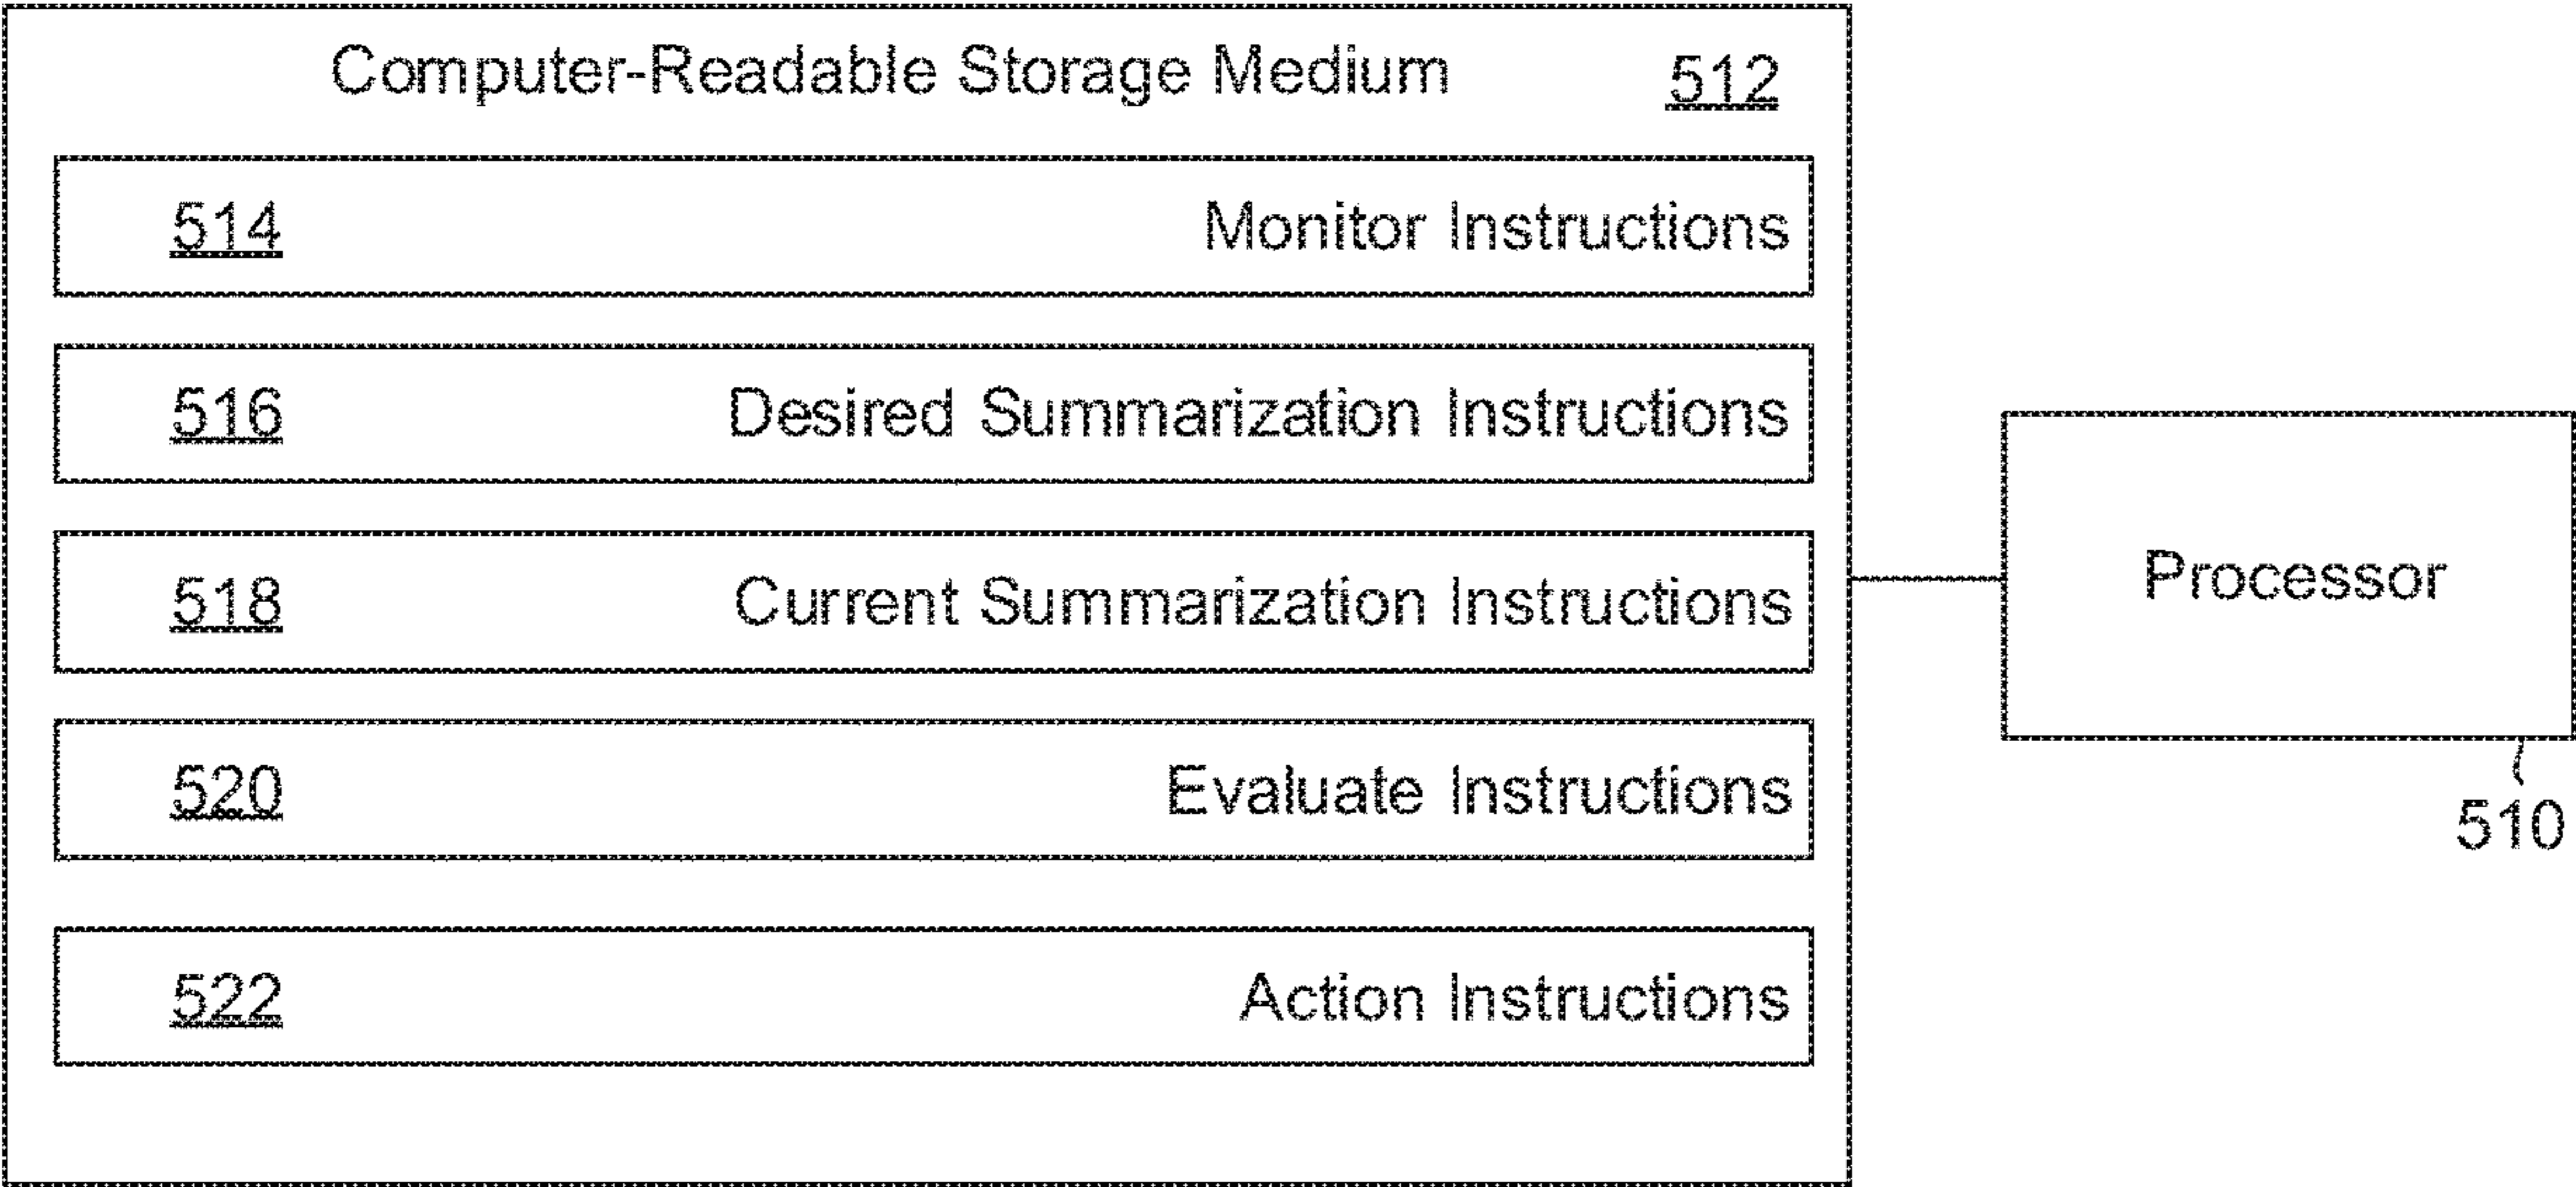 Computer-Readable Storage Medium 512
514 Monitor Instructions
516 Desired Summarization Instructions
518 Current Summarization Instructions
520 Evaluate Instructions
522 Action Instructions
Processor
510